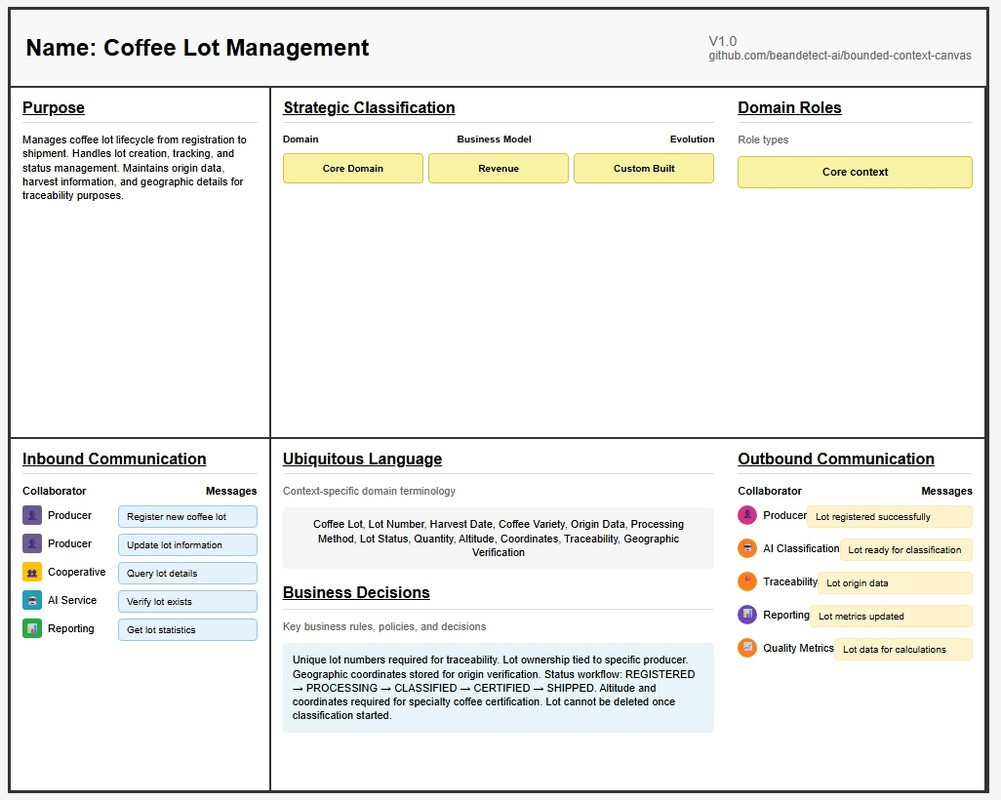 Name: Coffee Lot Management
V1.0
github.com/beandetect-ai/bounded-context-canvas
Purpose
Manages coffee lot lifecycle from registration to
shipment. Handles lot creation, tracking, and
status management. Maintains origin data,
harvest information, and geographic details for
traceability purposes.
Strategic Classification
Domain Business Model Evolution
Core Domain Revenue Custom Built
Domain Roles
Role types
Core context
Inbound Communication
Collaborator Messages
Producer Register new coffee lot
Producer Update lot information
Cooperative Query lot details
AI Service Verify lot exists
Reporting Get lot statistics
Ubiquitous Language
Context-specific domain terminology
Coffee Lot, Lot Number, Harvest Date, Coffee Variety, Origin Data, Processing
Method, Lot Status, Quantity, Altitude, Coordinates, Traceability, Geographic
Verification
Business Decisions
Key business rules, policies, and decisions
Unique lot numbers required for traceability. Lot ownership tied to specific producer.
Geographic coordinates stored for origin verification. Status workflow: REGISTERED
→ PROCESSING → CLASSIFIED → CERTIFIED → SHIPPED. Altitude and
coordinates required for specialty coffee certification. Lot cannot be deleted once
classification started.
Outbound Communication
Collaborator Messages
Producer Lot registered successfully
AI Classification Lot ready for classification
Traceability Lot origin data
Reporting Lot metrics updated
Quality Metrics Lot data for calculations